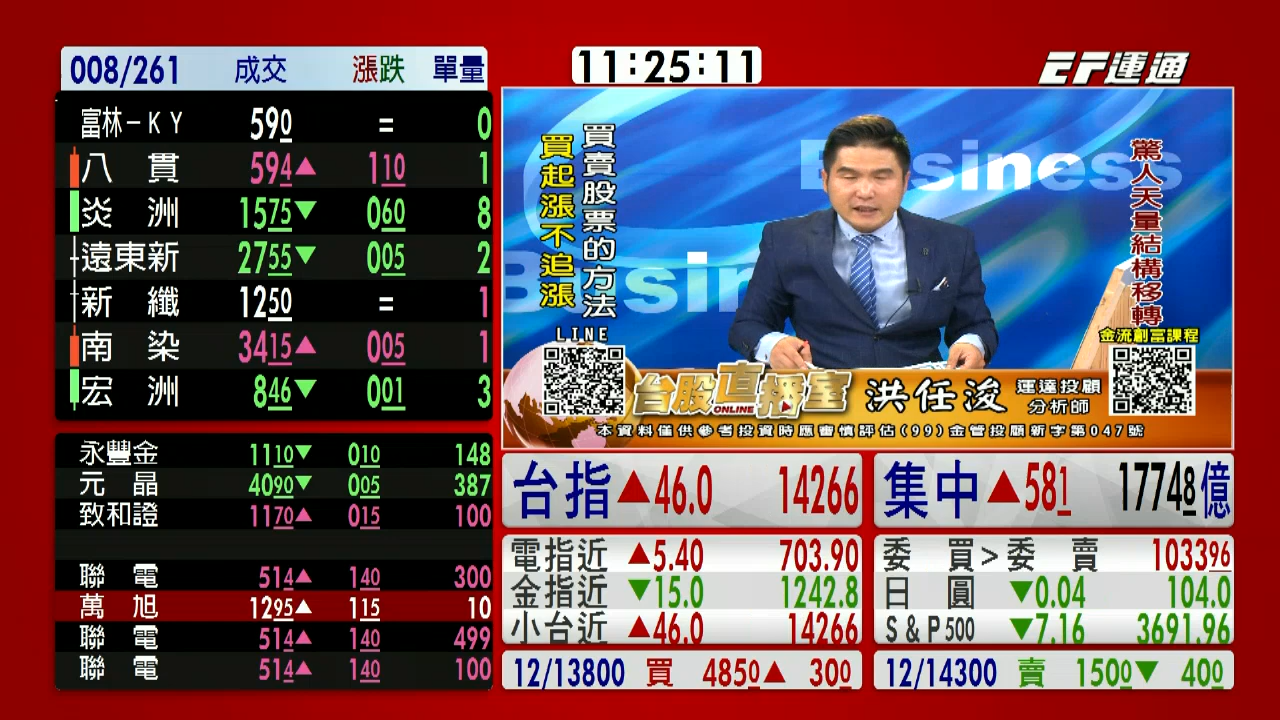 008/261 成交 漲跌 單量
富林－KY 590 = 0
八貫 594▲ 110 1
炎洲 1575▼ 060 8
遠東新 2755▼ 005 2
新纖 1250 = 1
南染 3415▲ 005 1
宏洲 846▼ 001 3
永豐金 1110▼ 010 148
元晶 4090▼ 005 387
致和證 1170▲ 015 100
聯電 514▲ 140 300
萬旭 1295▲ 115 10
聯電 514▲ 140 499
聯電 514▲ 140 100
11:25:11
EF運通
Business
Busin
買賣股票的方法
買起漲不追漲
驚人天量結構移轉
LINE
金流創富課程
台股直播室
ONLINE
洪任浚
運達投顧
分析師
本資料僅供參考投資時應審慎評估(99)金管投顧新字第047號
台指▲46.0 14266
集中▲581 17748億
電指近▲5.40 703.90
金指近▼15.0 1242.8
小台近▲46.0 14266
委買>委賣 103396
日圓▼0.04 104.0
S&P500▼7.16 3691.96
12/13800 買 4850▲ 300
12/14300 賣 1500▼ 400